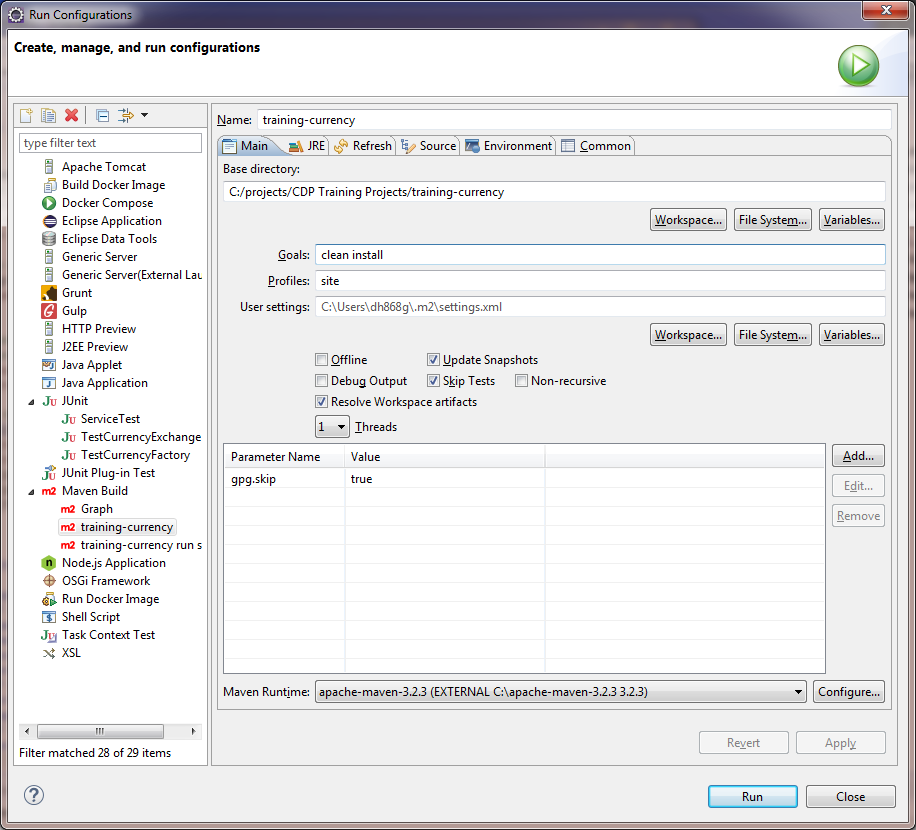 Run Configurations
Create, manage, and run configurations
type filter text
Apache Tomcat
Build Docker Image
Docker Compose
Eclipse Application
Eclipse Data Tools
Generic Server
Generic Server(External Lau
Grunt
Gulp
HTTP Preview
J2EE Preview
Java Applet
Java Application
JUnit
ServiceTest
TestCurrencyExchange
TestCurrencyFactory
JUnit Plug-in Test
Maven Build
Graph
training-currency
training-currency run s
Node.js Application
OSGi Framework
Run Docker Image
Shell Script
Task Context Test
XSL
Filter matched 28 of 29 items
Name: training-currency
Main JRE Refresh Source Environment Common
Base directory:
C:/projects/CDP Training Projects/training-currency
Workspace... File System... Variables...
Goals: clean install
Profiles: site
User settings: C:\Users\dh868g\.m2\settings.xml
Workspace... File System... Variables...
Offline Update Snapshots
Debug Output Skip Tests Non-recursive
Resolve Workspace artifacts
1 Threads
Parameter Name Value
gpg.skip true
Add...
Edit...
Remove
Maven Runtime: apache-maven-3.2.3 (EXTERNAL C:\apache-maven-3.2.3 3.2.3) Configure...
Revert Apply
Run Close